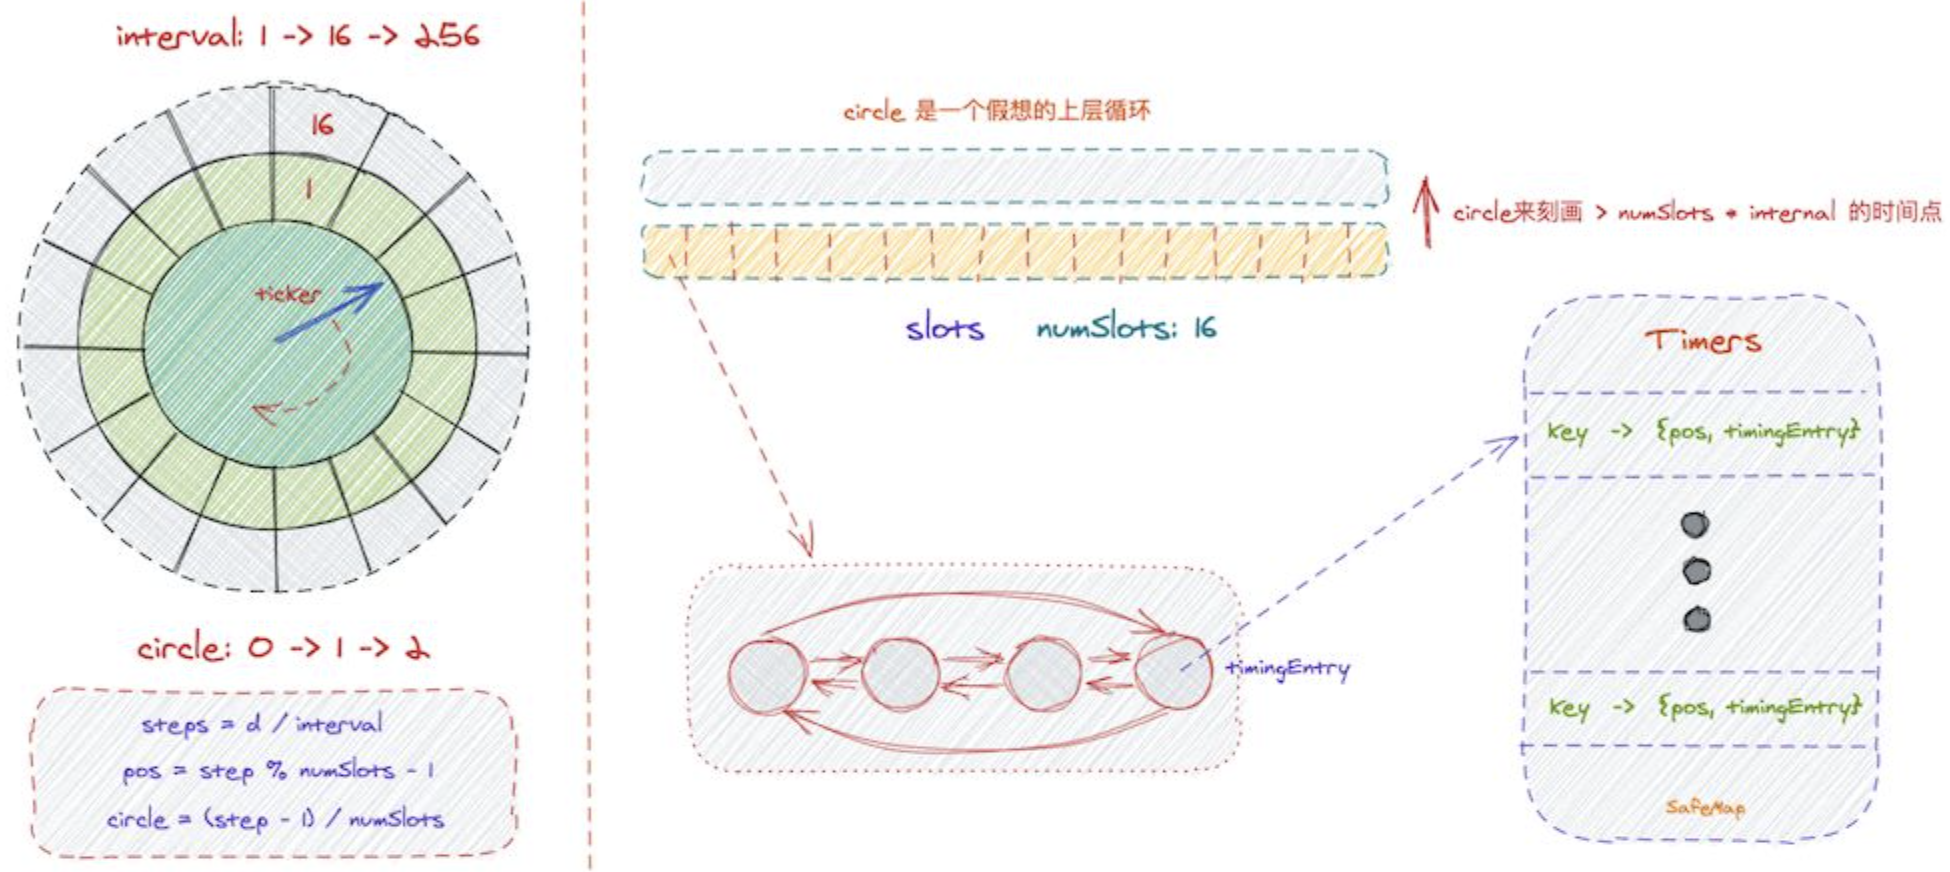 interval: 1 -> 16 -> 256
16
1
ticker
circle: 0 -> 1 -> 2
steps = d / interval
pos = step % numSlots - 1
circle = (step - 1) / numSlots
circle 是一个假想的上层循环
circle来刻画 > numSlots * internal 的时间点
slots numSlots: 16
timingEntry
Timers
key -> {pos, timingEntry}
key -> {pos, timingEntry}
SafeMap